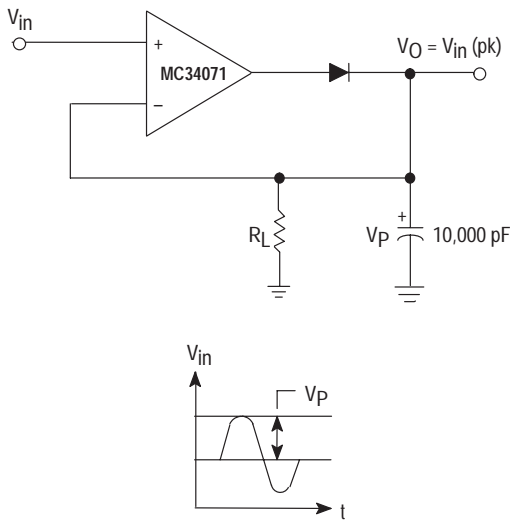 Vin
VO = Vin (pk)
+
MC34071
−
+
RL
VP
10,000 pF
Vin
VP
t